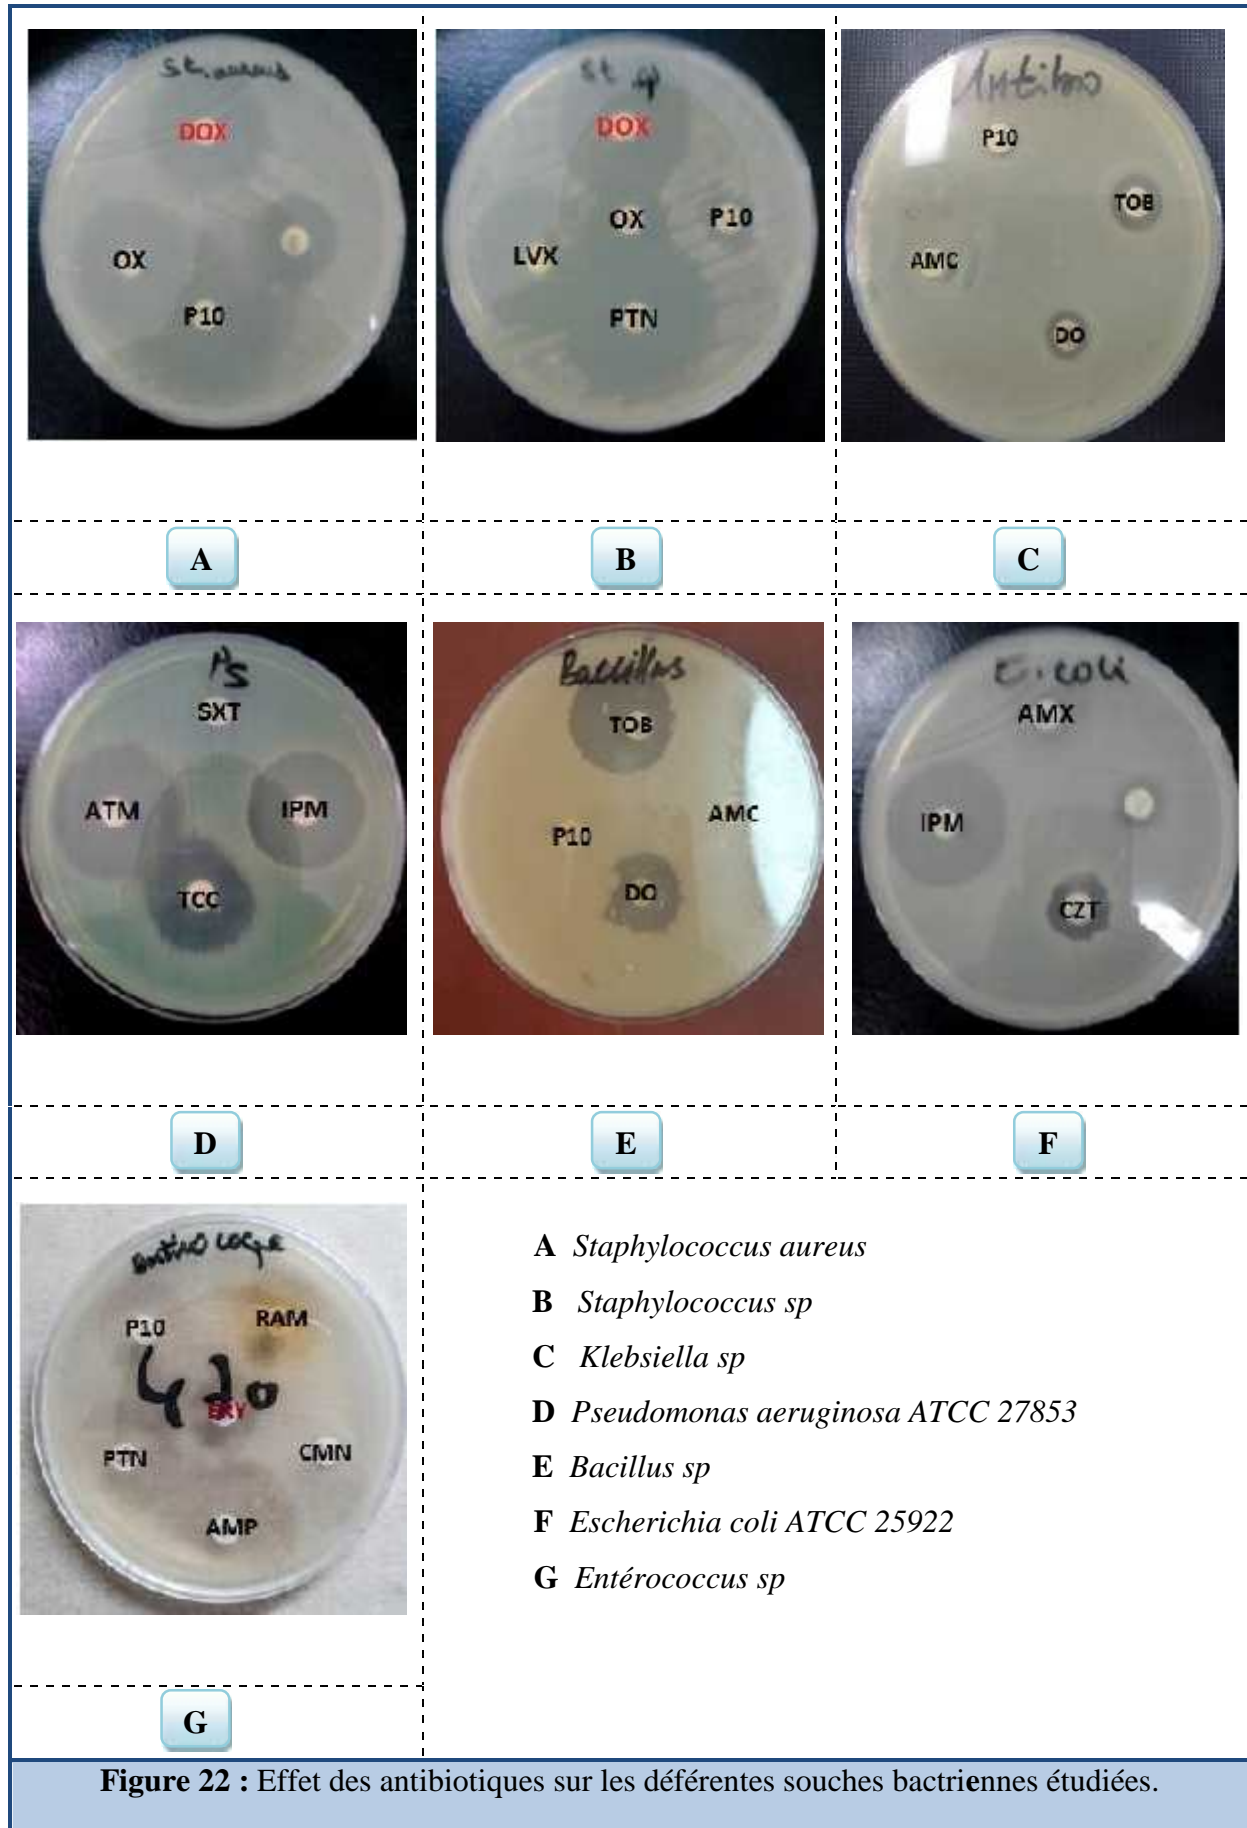 St. aureus
DOX
OX
P10
St
DOX
OX
P10
LVX
PTN
Antibio
P10
TOB
AMC
DO
A
B
C
Ps
SXT
ATM
IPM
TCC
Bacillus
TOB
AMC
P10
DO
E. coli
AMX
IPM
CZT
D
E
F
P10
RAM
ERY
PTN
CMN
AMP
A Staphylococcus aureus
B Staphylococcus sp
C Klebsiella sp
D Pseudomonas aeruginosa ATCC 27853
E Bacillus sp
F Escherichia coli ATCC 25922
G Entérococcus sp
G
Figure 22 : Effet des antibiotiques sur les déférentes souches bactriennes étudiées.